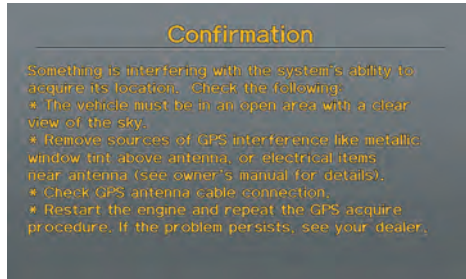 Confirmation
Something is interfering with the system's ability to
acquire its location. Check the following:
* The vehicle must be in an open area with a clear
view of the sky.
* Remove sources of GPS interference like metallic
window tint above antenna, or electrical items
near antenna (see owner's manual for details).
* Check GPS antenna cable connection.
* Restart the engine and repeat the GPS acquire
procedure. If the problem persists, see your dealer.